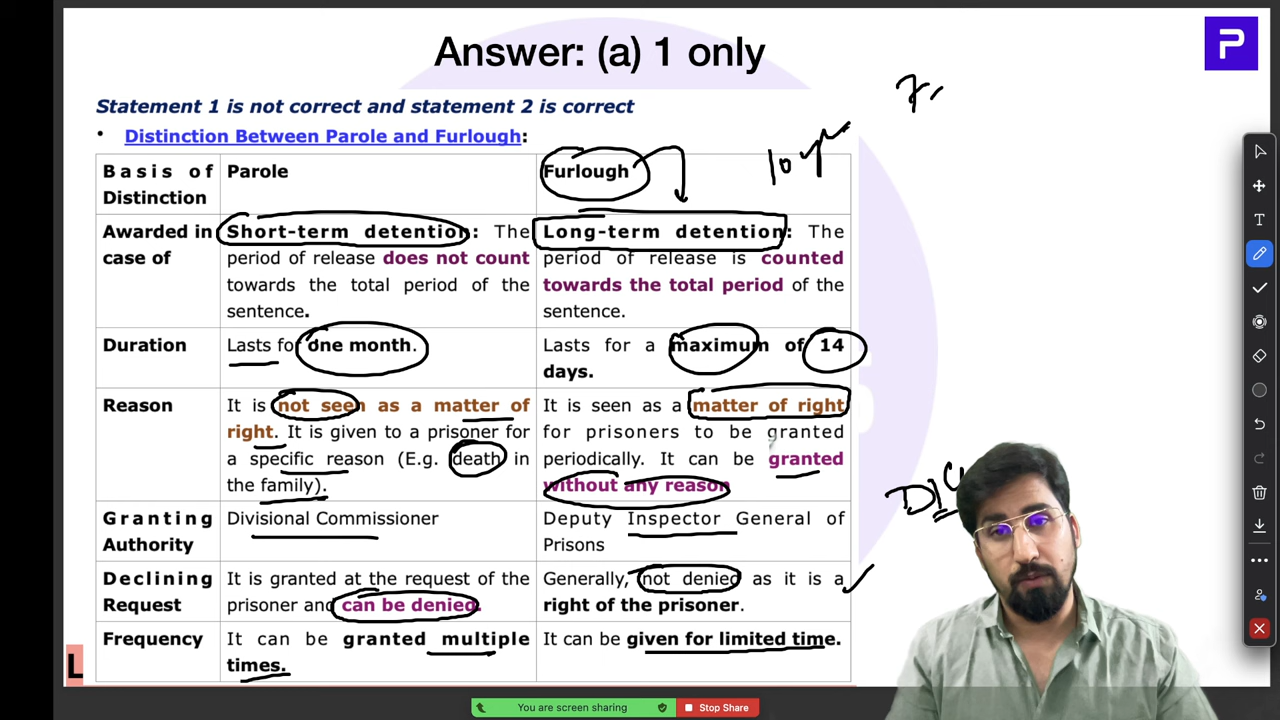 Answer: (a) 1 only
P
Statement 1 is not correct and statement 2 is correct
• Distinction Between Parole and Furlough:
Basis of Distinction
Parole
Furlough
10 yr
Awarded in case of
Short-term detention: The
period of release does not count
towards the total period of the
sentence.
Long-term detention: The
period of release is counted
towards the total period of the
sentence.
Duration
Lasts for one month.
Lasts for a maximum of 14
days.
Reason
It is not seen as a matter of
right. It is given to a prisoner for
a specific reason (E.g. death in
the family).
It is seen as a matter of right
for prisoners to be granted
periodically. It can be granted
without any reason
Granting
Authority
Divisional Commissioner
Deputy Inspector General of
Prisons
DIG
Declining
Request
It is granted at the request of the
prisoner and can be denied.
Generally, not denied as it is a
right of the prisoner.
Frequency
It can be granted multiple
times.
It can be given for limited time.
L
T
You are screen sharing
Stop Share